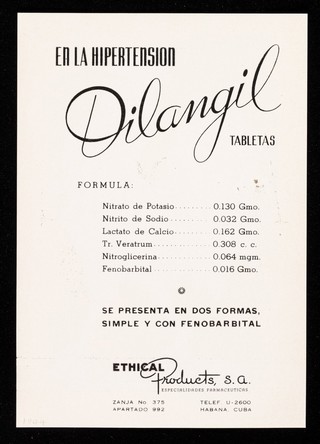 EN LA HIPERTENSION
Dilangil
TABLETAS
FORMULA:
Nitrato de Potasio ......... 0.130 Gmo.
Nitrito de Sodio ......... 0.032 Gmo.
Lactato de Calcio ......... 0.162 Gmo.
Tr. Veratrum ............ 0.308 c. c.
Nitroglicerina ............ 0.064 mgm.
Fenobarbital ............ 0.016 Gmo.
SE PRESENTA EN DOS FORMAS,
SIMPLE Y CON FENOBARBITAL
ETHICAL
Products, S.A.
ESPECIALIDADES FARMACEUTICAS
ZANJA No 375 TELEF. U-2600
APARTADO 992 HABANA, CUBA